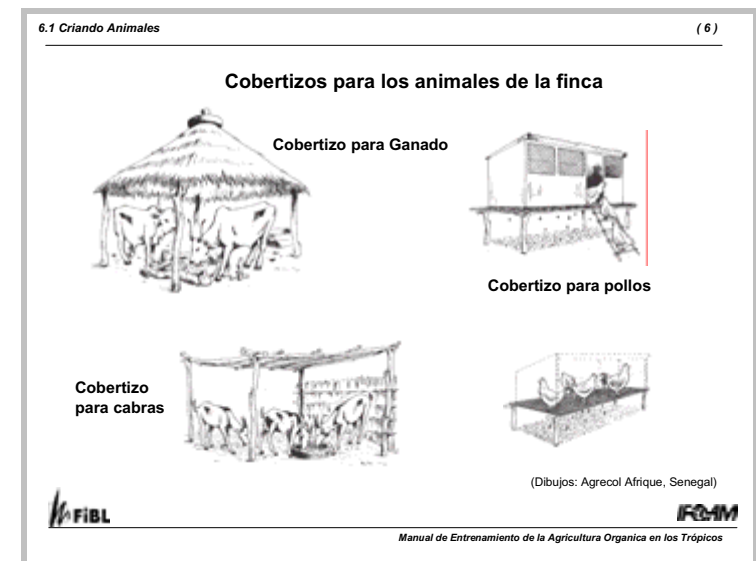 6.1 Criando Animales ( 6 )
Cobertizos para los animales de la finca
Cobertizo para Ganado
Cobertizo para pollos
Cobertizo
para cabras
(Dibujos: Agrecol Afrique, Senegal)
FiBL
IFOAM
Manual de Entrenamiento de la Agricultura Organica en los Trópicos